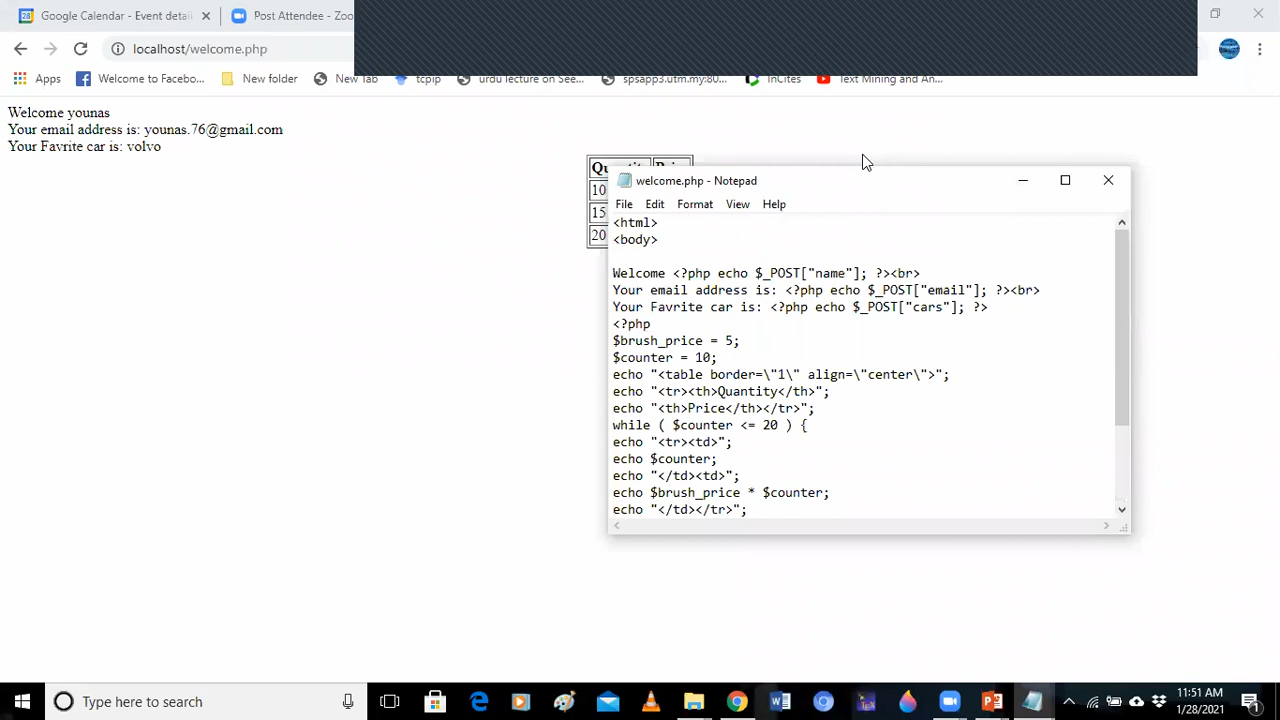 Google Calendar - Event detai
Post Attendee - Zoo
localhost/welcome.php
Apps
Welcome to Facebo...
New folder
New Tab
tcpip
urdu lecture on See...
spsapp3.utm.my:80...
InCites
Text Mining and An...
Welcome younas
Your email address is: younas.76@gmail.com
Your Favrite car is: volvo
10
15
20
welcome.php - Notepad
File Edit Format View Help
<html>
<body>
Welcome <?php echo $_POST["name"]; ?><br>
Your email address is: <?php echo $_POST["email"]; ?><br>
Your Favrite car is: <?php echo $_POST["cars"]; ?>
<?php
$brush_price = 5;
$counter = 10;
echo "<table border=\"1\" align=\"center\">";
echo "<tr><th>Quantity</th>";
echo "<th>Price</th></tr>";
while ( $counter <= 20 ) {
echo "<tr><td>";
echo $counter;
echo "</td><td>";
echo $brush_price * $counter;
echo "</td></tr>";
Type here to search
11:51 AM
1/28/2021